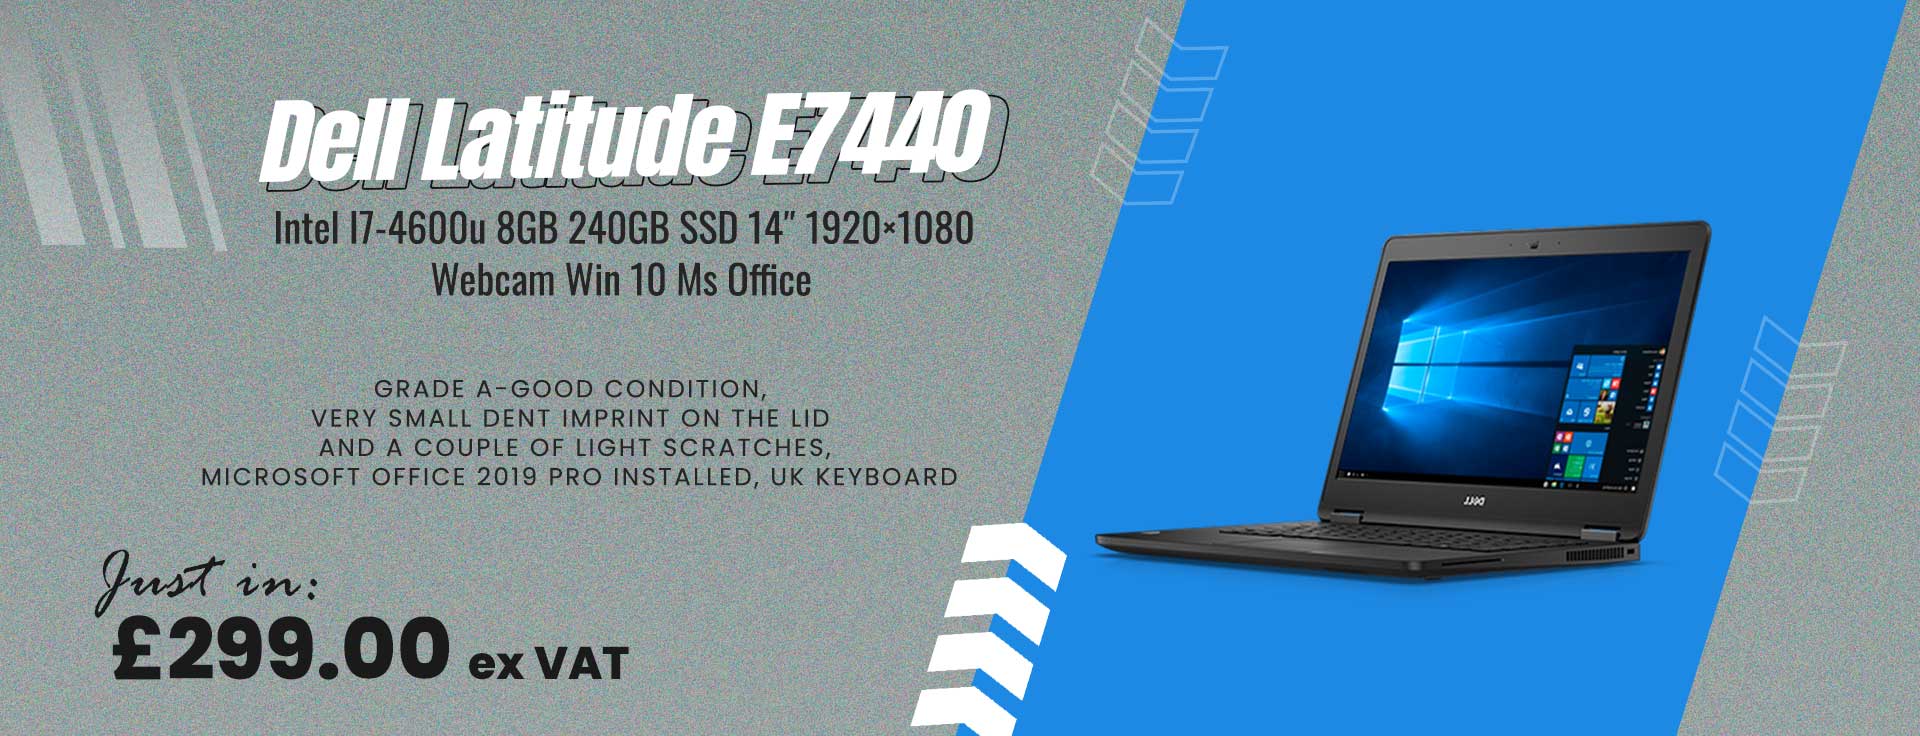 Dell Latitude E7440
Intel I7-4600u 8GB 240GB SSD 14" 1920×1080
Webcam Win 10 Ms Office
GRADE A-GOOD CONDITION,
VERY SMALL DENT IMPRINT ON THE LID
AND A COUPLE OF LIGHT SCRATCHES,
MICROSOFT OFFICE 2019 PRO INSTALLED, UK KEYBOARD
Just in:
£299.00 ex VAT
DELL